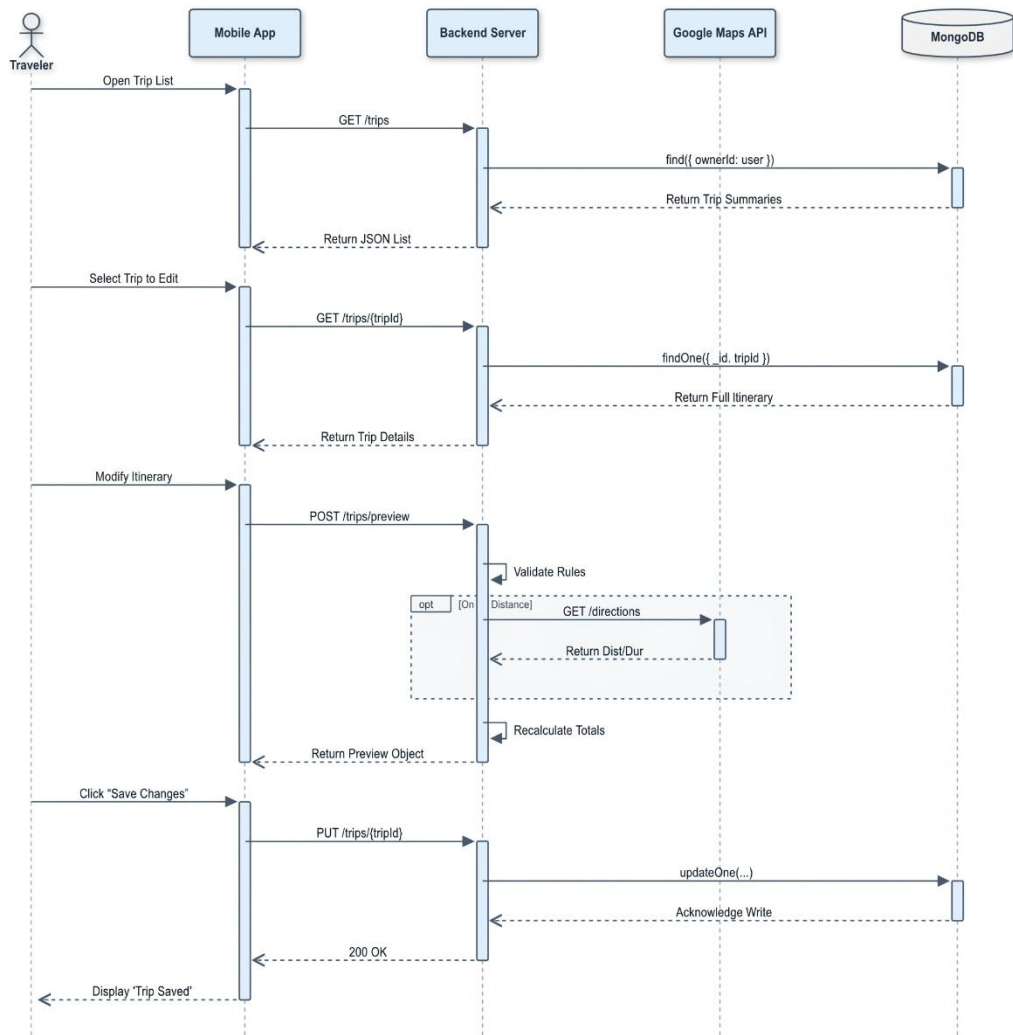 Traveler
Mobile App
Backend Server
Google Maps API
MongoDB
Open Trip List
GET /trips
find({ ownerId: user })
Return Trip Summaries
Return JSON List
Select Trip to Edit
GET /trips/{tripId}
findOne({ _id. tripId })
Return Full Itinerary
Return Trip Details
Modify Itinerary
POST /trips/preview
Validate Rules
opt [On Distance]
GET /directions
Return Dist/Dur
Recalculate Totals
Return Preview Object
Click "Save Changes"
PUT /trips/{tripId}
updateOne(...)
Acknowledge Write
200 OK
Display 'Trip Saved'